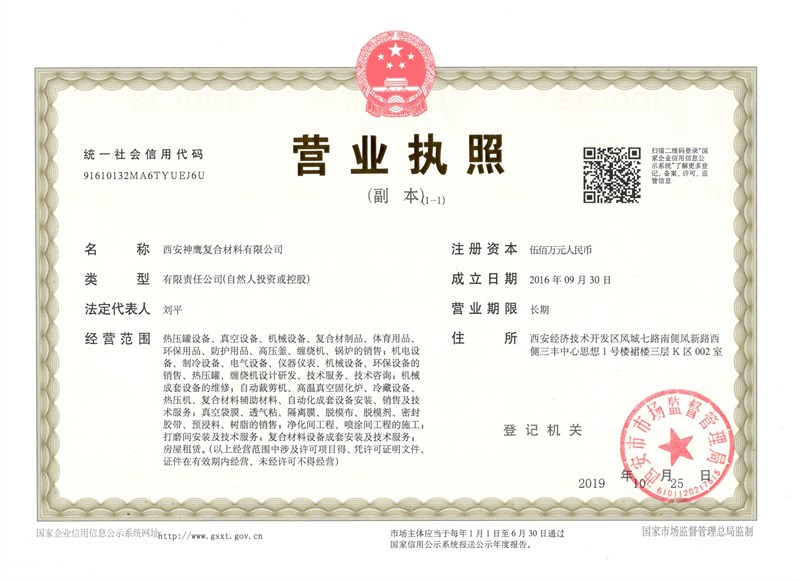 统一社会信用代码
91610132MA6TYUEJ6U
营业执照
(副 本)(1-1)
扫描二维码登录"国
家企业信用信息公
示系统"了解更多登
记、备案、许可、监
管信息
名 称 西安神鹰复合材料有限公司
类 型 有限责任公司(自然人投资或控股)
法定代表人 刘平
经营范围 热压罐设备、真空设备、机械设备、复合材制品、体育用品、
环保用品、防护用品、高压釜、缠绕机、锅炉的销售；机电设
备、制冷设备、电气设备、仪器仪表、机械设备、环保设备的
销售、热压罐、缠绕机设计研发、技术服务、技术咨询；机械
成套设备的维修；自动裁剪机、高温真空固化炉、冷藏设备、
热压机、复合材料辅助材料、自动化成套设备安装、销售及技
术服务；真空袋膜、透气粘、隔离膜、脱模布、脱模剂、密封
胶带、预浸料、树脂的销售；净化间工程、喷涂间工程的施工；
打磨间安装及技术服务；复合材料设备成套安装及技术服务；
房屋租赁。(以上经营范围中涉及许可项目得、凭许可证明文件、
证件在有效期内经营、未经许可不得经营)
注册资本 伍佰万元人民币
成立日期 2016 年 09 月 30 日
营业期限 长期
住 所 西安经济技术开发区凤城七路南侧凤新路西
侧三丰中心思想 1 号楼裙楼三层 K 区 002 室
登记机关
西安市市场监督管理局
2019 年 10 月 25 日
国家企业信用信息公示系统网址:http://www.gsxt.gov.cn
市场主体应当于每年 1 月 1 日至 6 月 30 日通过
国家信用公示系统报送公示年度报告。
国家市场监督管理总局监制